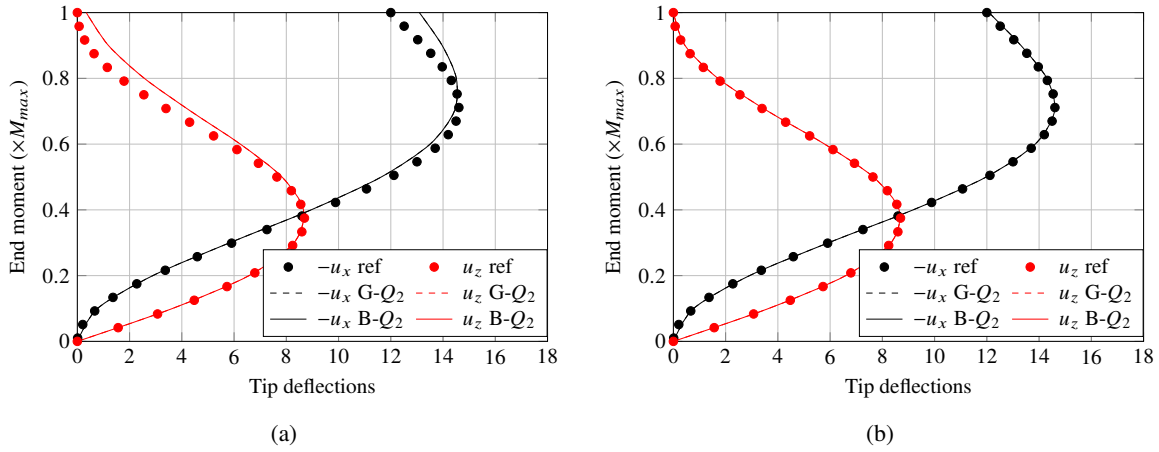 1
0.8
0.6
0.4
0.2
0
End moment (×M_max)
−u_x ref
u_z ref
−u_x G-Q_2
u_z G-Q_2
−u_x B-Q_2
u_z B-Q_2
0 2 4 6 8 10 12 14 16 18
Tip deflections
(a)
1
0.8
0.6
0.4
0.2
0
End moment (×M_max)
−u_x ref
u_z ref
−u_x G-Q_2
u_z G-Q_2
−u_x B-Q_2
u_z B-Q_2
0 2 4 6 8 10 12 14 16 18
Tip deflections
(b)